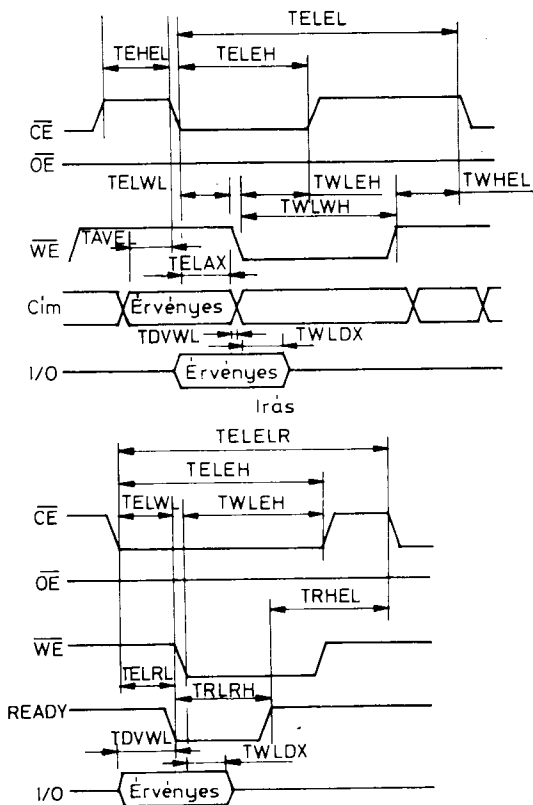 TELEL
TEHEL
TELEH
CE
OE
TELWL
TWLEH
TWHEL
TWLWH
WE
TAVEL
TELAX
Cím
Érvényes
TDVWL
TWLDX
I/O
Érvényes
Irás
TELELR
TELEH
TELWL
TWLEH
CE
OE
TRHEL
WE
TELRL
TRLRH
READY
TDVWL
TWLDX
I/O
Érvényes